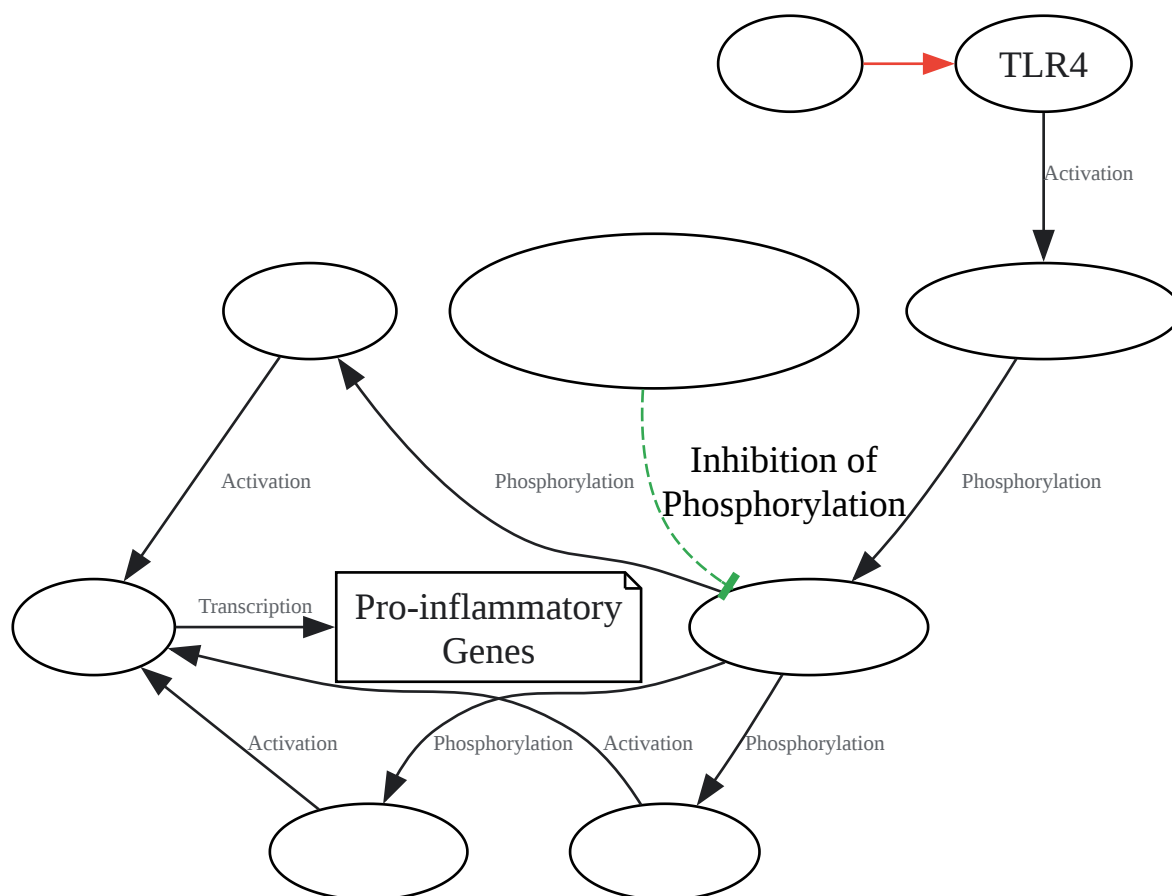 TLR4
Activation
Activation
Phosphorylation
Inhibition of
Phosphorylation
Phosphorylation
Transcription
Pro-inflammatory
Genes
Activation
Phosphorylation
Activation
Phosphorylation